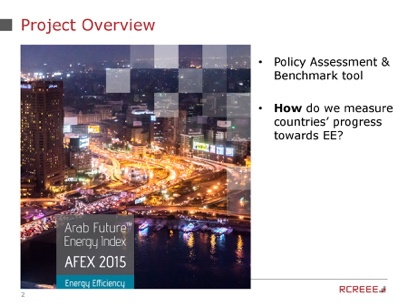 Project Overview
• Policy Assessment &
Benchmark tool
• How do we measure
countries' progress
towards EE?
Arab Future™
Energy Index
AFEX 2015
Energy Efficiency
2
RCREEE